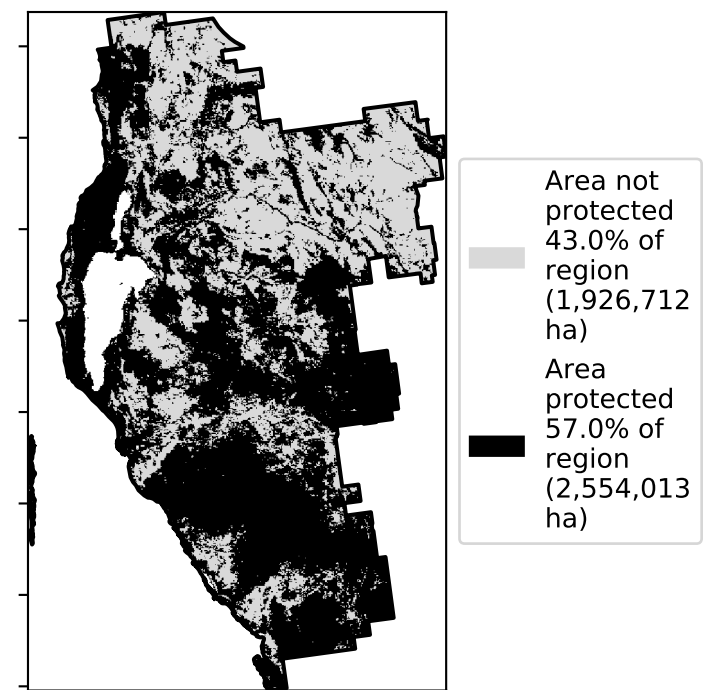 Area not
protected
43.0% of
region
(1,926,712
ha)
Area
protected
57.0% of
region
(2,554,013
ha)